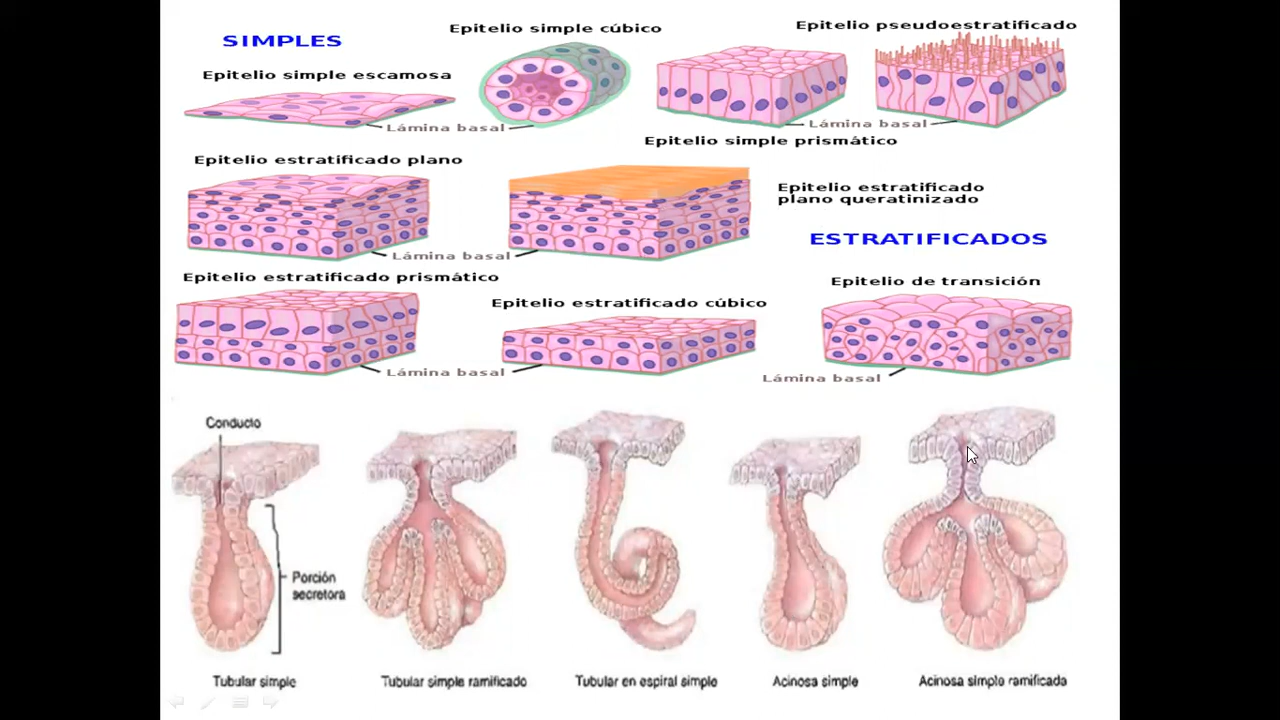 SIMPLES
Epitelio simple cúbico
Epitelio pseudoestratificado
Epitelio simple escamosa
Lámina basal
Lámina basal
Epitelio simple prismático
Epitelio estratificado plano
Epitelio estratificado
plano queratinizado
ESTRATIFICADOS
Lámina basal
Epitelio estratificado prismático
Epitelio de transición
Epitelio estratificado cúbico
Lámina basal
Lámina basal
Conducto
Porción
secretora
Tubular simple
Tubular simple ramificado
Tubular en espiral simple
Acinosa simple
Acinosa simple ramificada